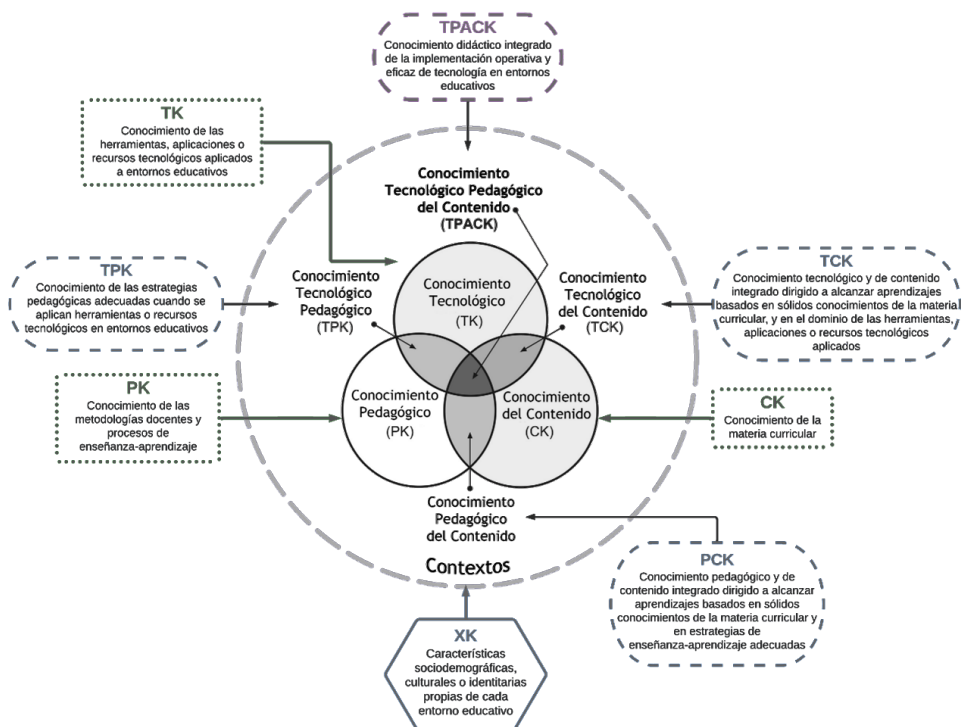 TPACK
Conocimiento didáctico integrado
de la implementación operativa y
eficaz de tecnología en entornos
educativos
TK
Conocimiento de las
herramientas, aplicaciones o
recursos tecnológicos aplicados
a entornos educativos
Conocimiento
Tecnológico Pedagógico
del Contenido
(TPACK)
TPK
Conocimiento de las estrategias
pedagógicas adecuadas cuando se
aplican herramientas o recursos
tecnológicos en entornos educativos
Conocimiento
Tecnológico
Pedagógico
(TPK)
Conocimiento
Tecnológico
(TK)
Conocimiento
Tecnológico
del Contenido
(TCK)
TCK
Conocimiento tecnológico y de contenido
integrado dirigido a alcanzar aprendizajes
basados en sólidos conocimientos de la materia
curricular, y en el dominio de las herramientas,
aplicaciones o recursos tecnológicos
aplicados
PK
Conocimiento de las
metodologías docentes y
procesos de
enseñanza-aprendizaje
Conocimiento
Pedagógico
(PK)
Conocimiento
del Contenido
(CK)
CK
Conocimiento de la
materia curricular
Conocimiento
Pedagógico
del Contenido
Contextos
PCK
Conocimiento pedagógico y de
contenido integrado dirigido a alcanzar
aprendizajes basados en sólidos
conocimientos de la materia curricular y
en estrategias de
enseñanza-aprendizaje adecuadas
XK
Características
sociodemográficas,
culturales o identitarias
propias de cada
entorno educativo